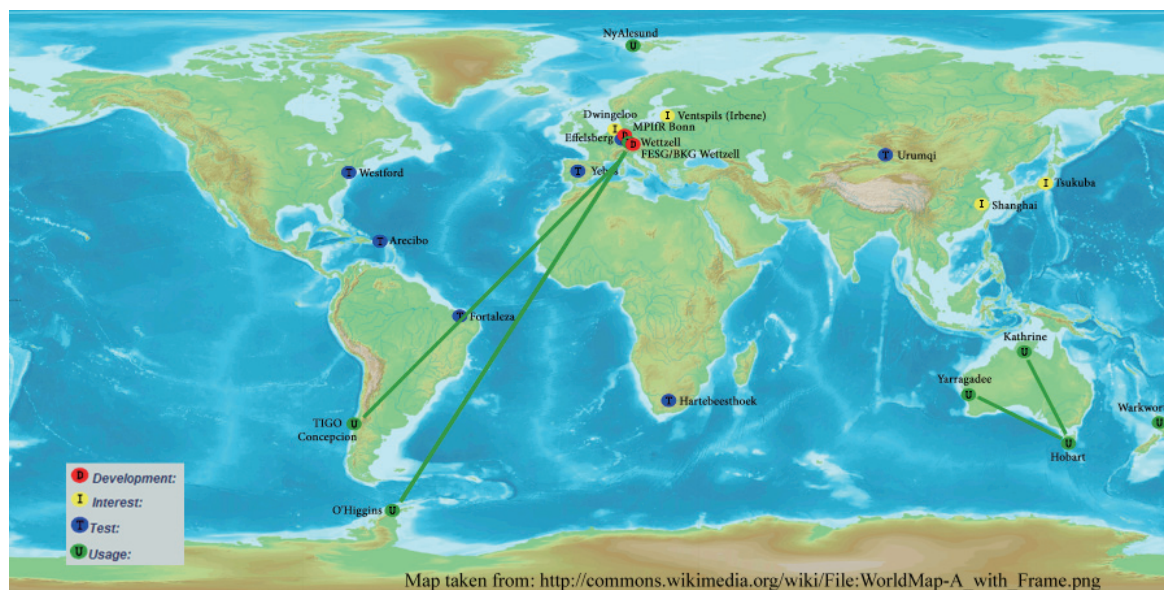 NyAlesund
U
Dwingeloo
I
Ventspils (Irbene)
I
MPIfR Bonn
D
Effelsberg
Wettzell
D
FESG/BKG Wettzell
T
Westford
T
Urumqi
T
I
Tsukuba
I
Shanghai
T
Arecibo
T
Fortaleza
Kathrine
U
Yarragadee
U
T
Hartebeesthoek
TIGO
Concepcion
U
U
U
Hobart
O'Higgins
U
D Development:
I Interest:
T Test:
U Usage:
Map taken from: http://commons.wikimedia.org/wiki/File:WorldMap-A_with_Frame.png